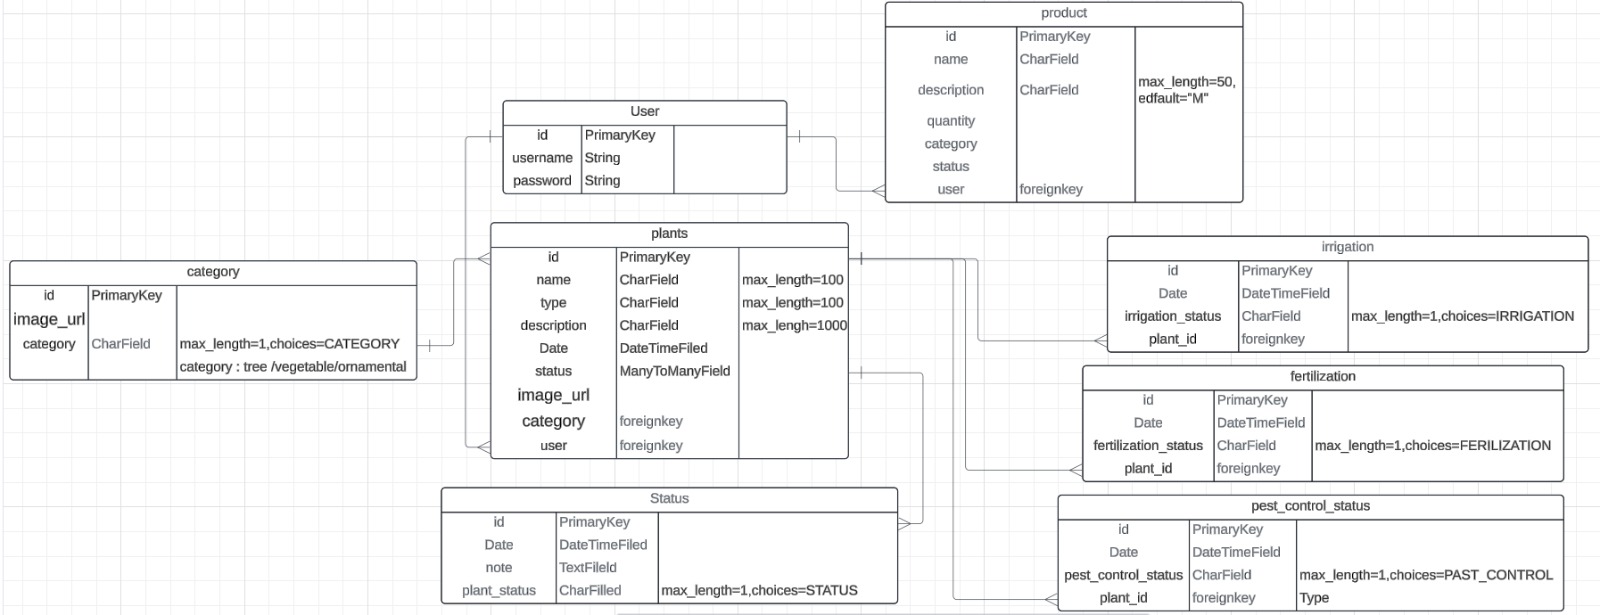 product
id PrimaryKey
name CharField
description CharField max_length=50,
edfault="M"
quantity
category
status
user foreignkey
User
id PrimaryKey
username String
password String
plants
id PrimaryKey
name CharField max_length=100
type CharField max_length=100
description CharField max_lengh=1000
Date DateTimeFiled
status ManyToManyField
image_url
category foreignkey
user foreignkey
category
id PrimaryKey
image_url
category CharField max_length=1,choices=CATEGORY
category : tree /vegetable/ornamental
irrigation
id PrimaryKey
Date DateTimeField
irrigation_status CharField max_length=1,choices=IRRIGATION
plant_id foreignkey
fertilization
id PrimaryKey
Date DateTimeField
fertilization_status CharField max_length=1,choices=FERILIZATION
plant_id foreignkey
Status
id PrimaryKey
Date DateTimeFiled
note TextFileld
plant_status CharFilled max_length=1,choices=STATUS
pest_control_status
id PrimaryKey
Date DateTimeField
pest_control_status CharField max_length=1,choices=PAST_CONTROL
plant_id foreignkey Type